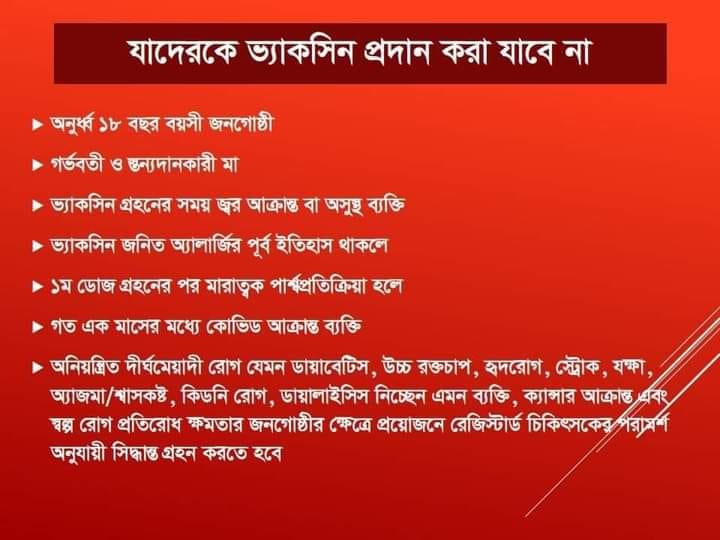 যাদেরকে ভ্যাকসিন প্রদান করা যাবে না
অনুর্ধ্ব ১৮ বছর বয়সী জনগোষ্ঠী
গর্ভবতী ও স্তন্যদানকারী মা
ভ্যাকসিন গ্রহনের সময় জ্বর আক্রান্ত বা অসুস্থ ব্যক্তি
ভ্যাকসিন জনিত অ্যালার্জির পূর্ব ইতিহাস থাকলে
১ম ডোজ গ্রহনের পর মারাত্বক পার্শ্বপ্রতিক্রিয়া হলে
গত এক মাসের মধ্যে কোভিড আক্রান্ত ব্যক্তি
অনিয়ন্ত্রিত দীর্ঘমেয়াদী রোগ যেমন ডায়াবেটিস, উচ্চ রক্তচাপ, হৃদরোগ, স্ট্রোক, যক্ষা,
অ্যাজমা/শ্বাসকষ্ট, কিডনি রোগ, ডায়ালাইসিস নিচ্ছেন এমন ব্যক্তি, ক্যান্সার আক্রান্ত এবং
স্বল্প রোগ প্রতিরোধ ক্ষমতার জনগোষ্ঠীর ক্ষেত্রে প্রয়োজনে রেজিস্টার্ড চিকিৎসকের পরামর্শ
অনুযায়ী সিদ্ধান্ত গ্রহন করতে হবে